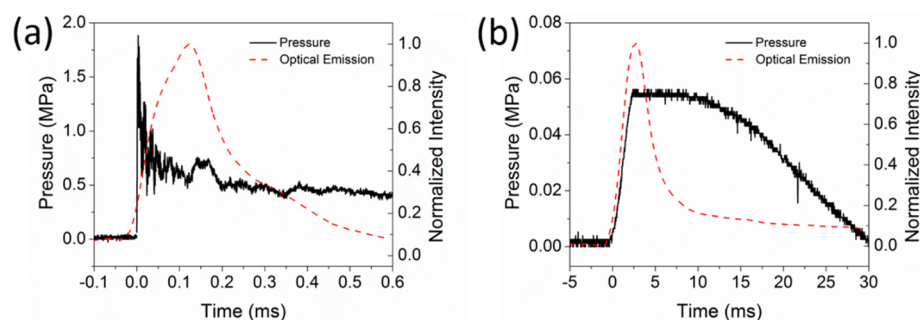 (a)
2.0
1.5
1.0
0.5
0.0
Pressure (MPa)
Pressure
Optical Emission
1.0
0.8
0.6
0.4
0.2
0.0
Normalized Intensity
-0.1 0.0 0.1 0.2 0.3 0.4 0.5 0.6
Time (ms)
(b)
0.08
0.06
0.04
0.02
0.00
Pressure (MPa)
Pressure
Optical Emission
1.0
0.8
0.6
0.4
0.2
0.0
Normalized Intensity
-5 0 5 10 15 20 25 30
Time (ms)